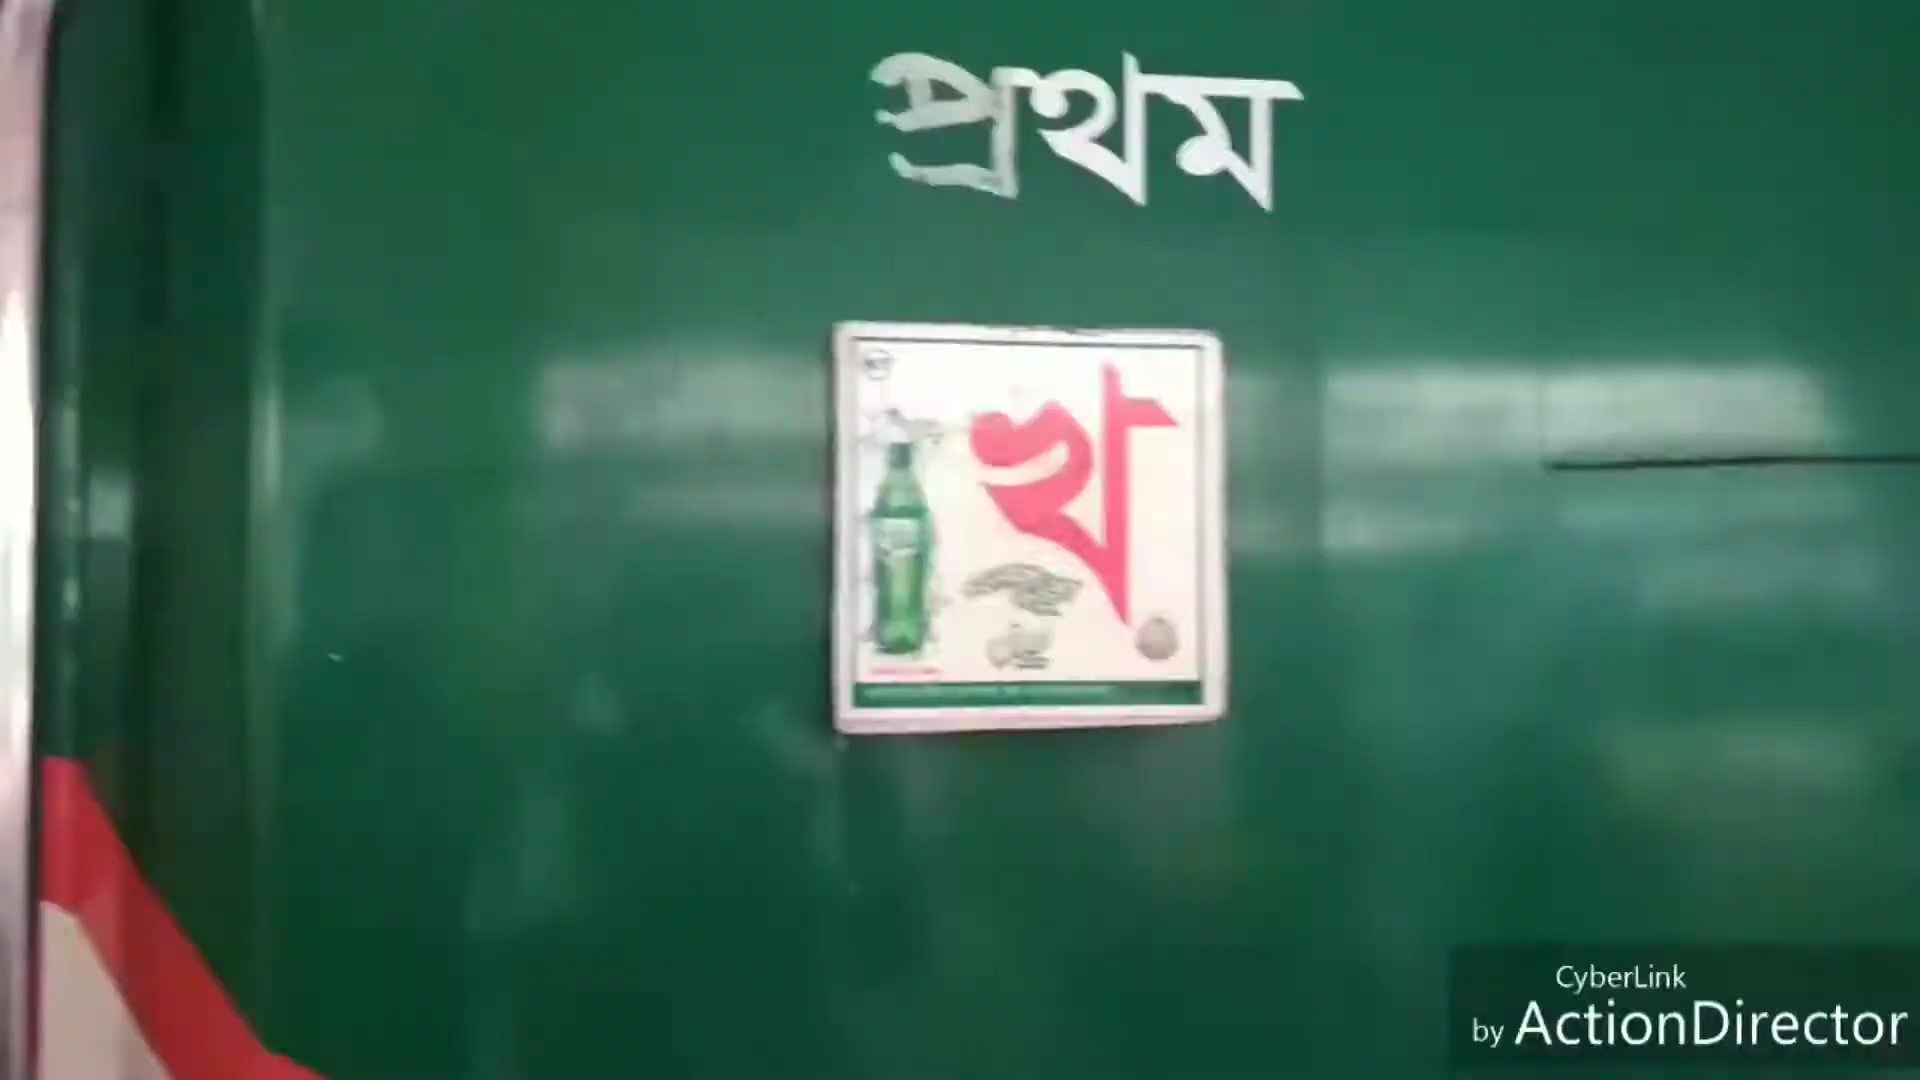 প্রথম
খ
CyberLink
by ActionDirector